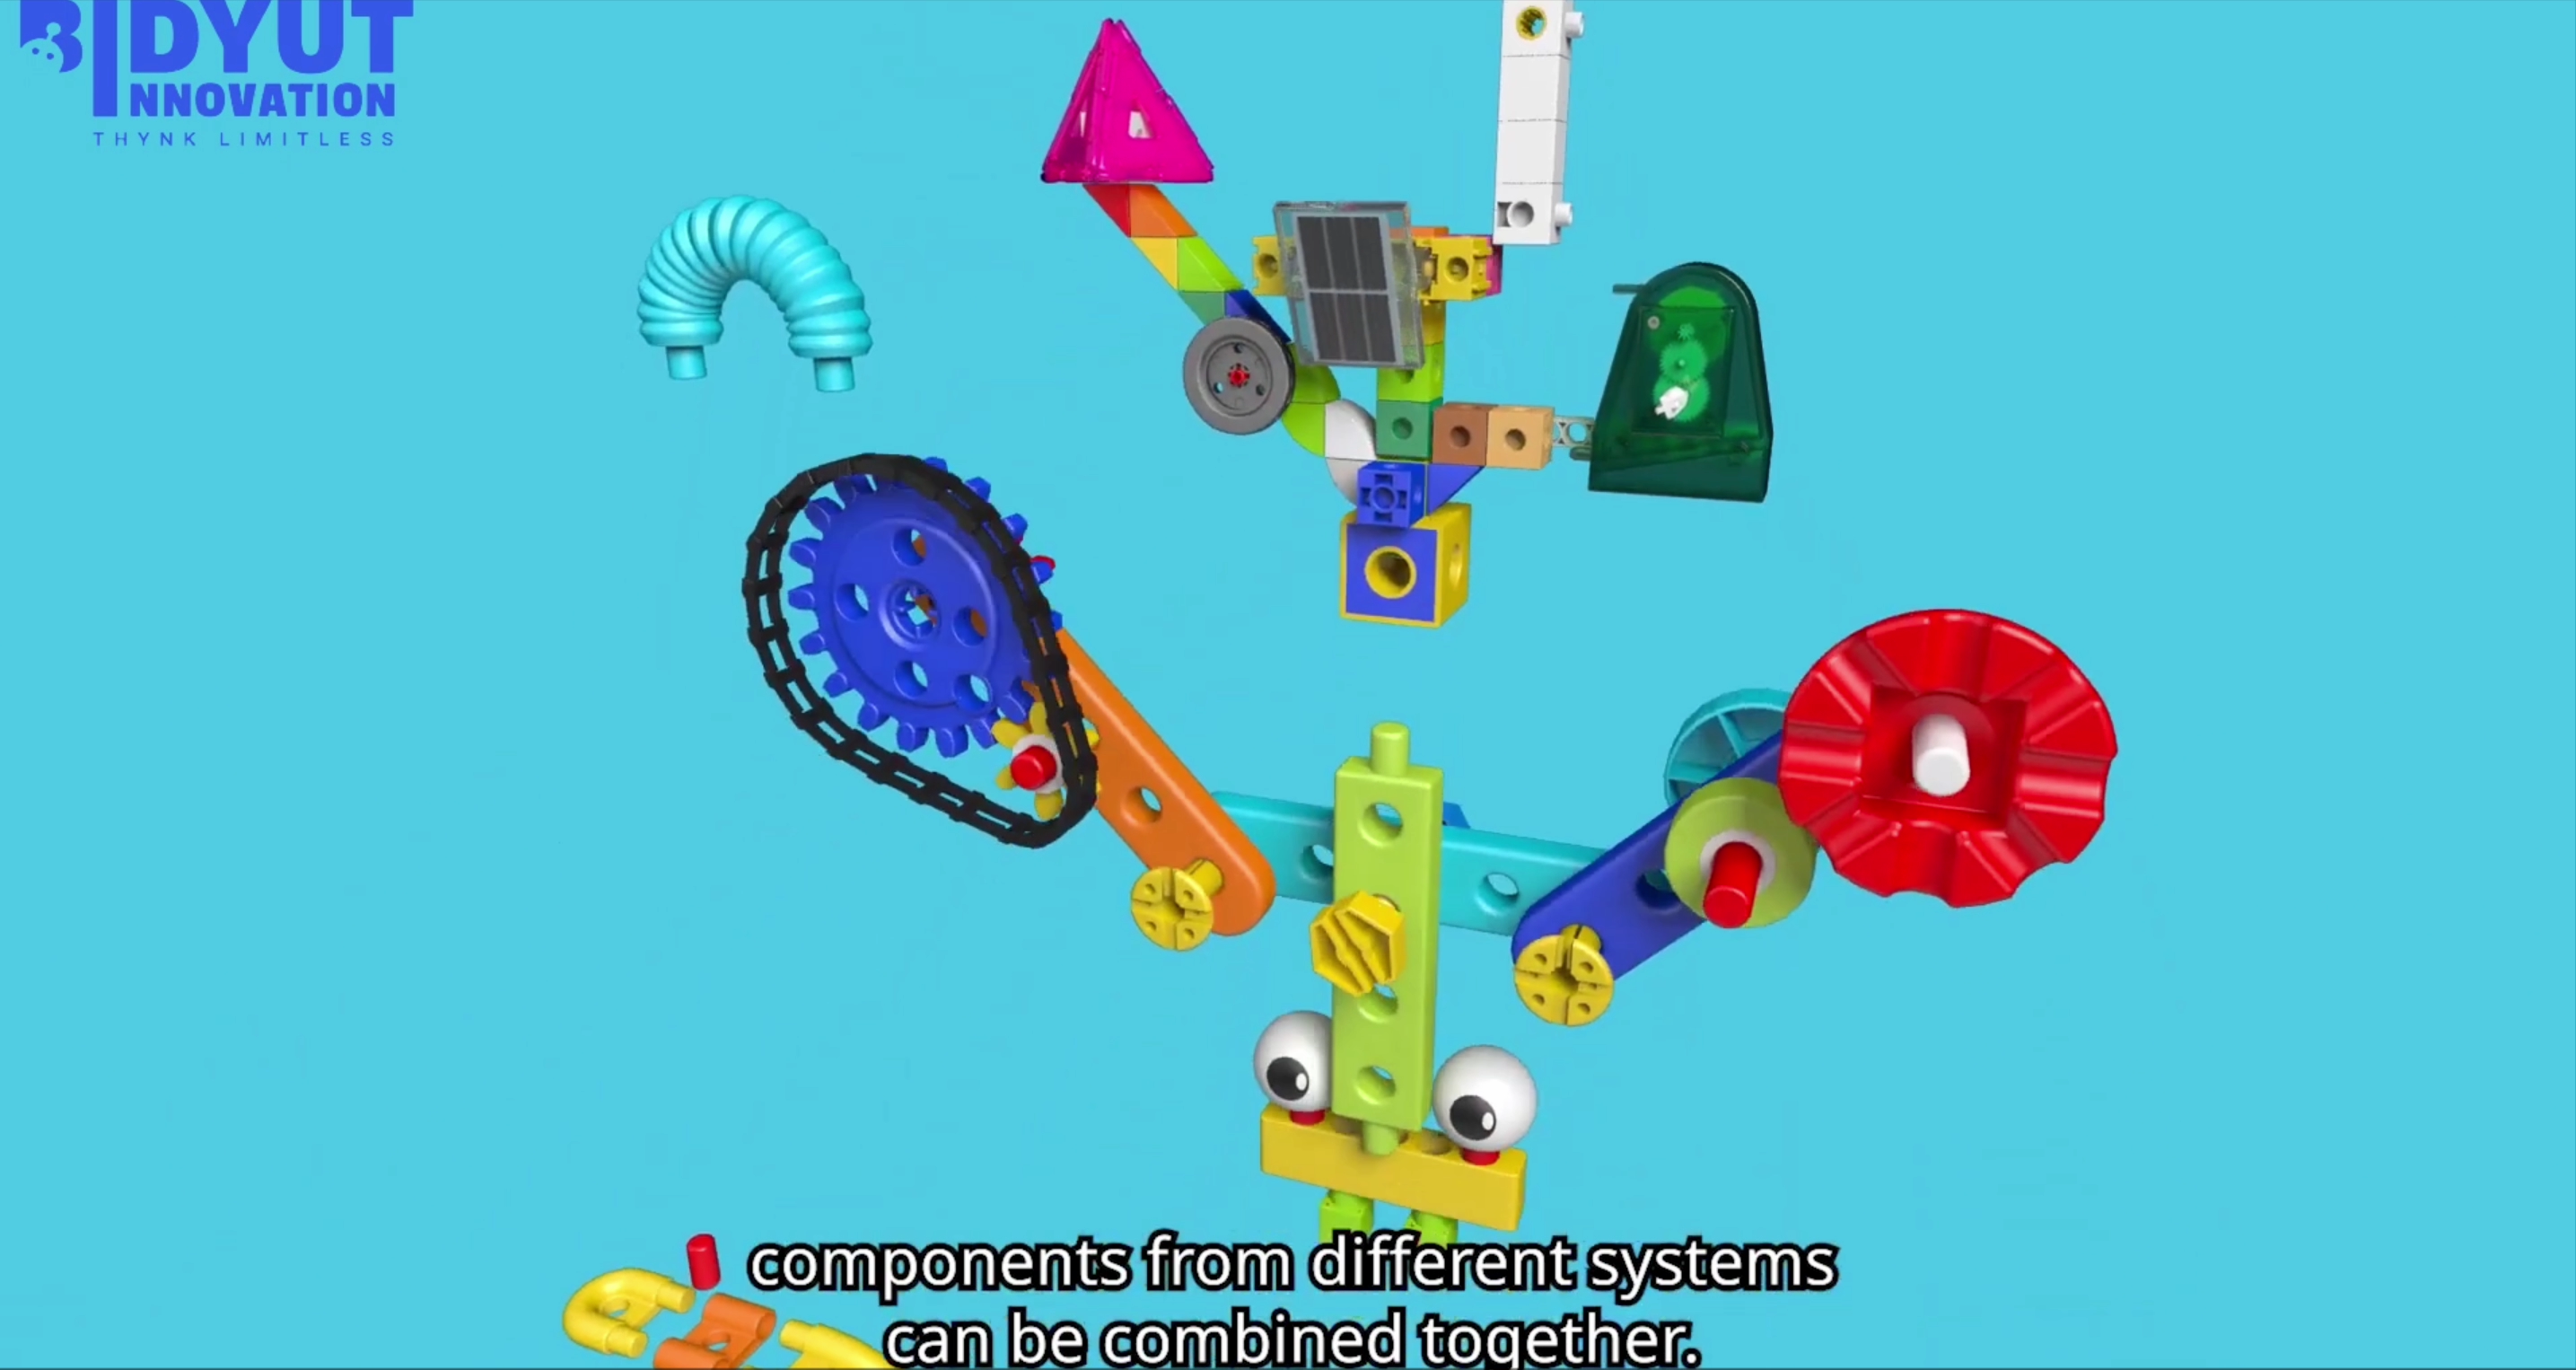 BIDYUT
INNOVATION
THYNK LIMITLESS
components from different systems
can be combined together.